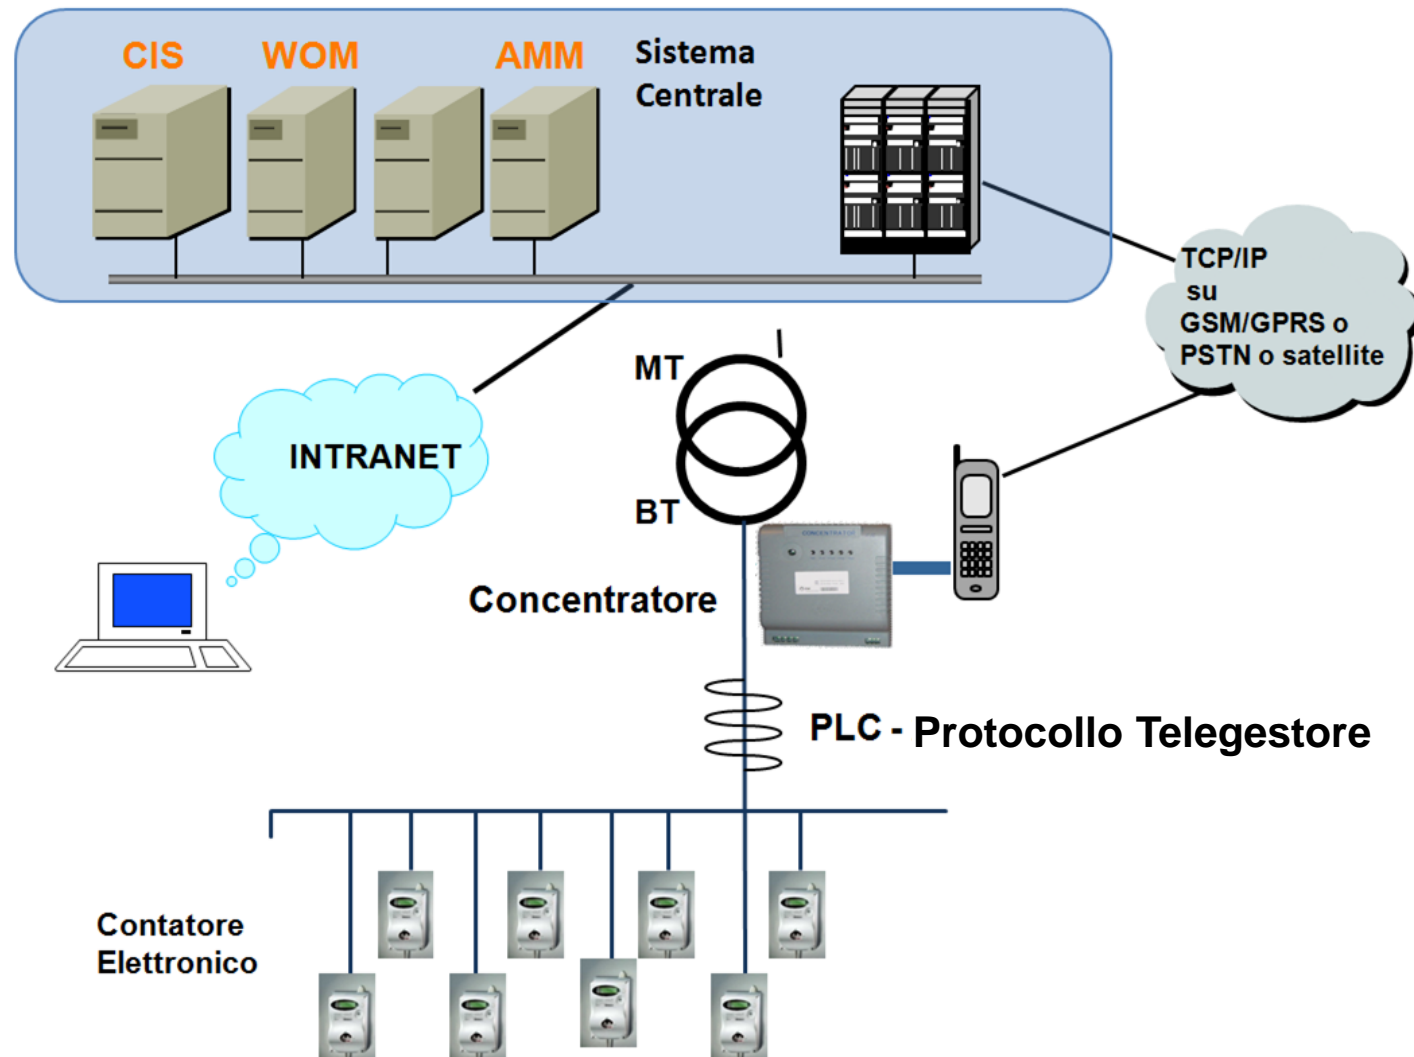 CIS
WOM
AMM
Sistema
Centrale
TCP/IP
su
GSM/GPRS o
PSTN o satellite
MT
INTRANET
BT
CONCENTRATOR
Concentratore
PLC - Protocollo Telegestore
Contatore
Elettronico